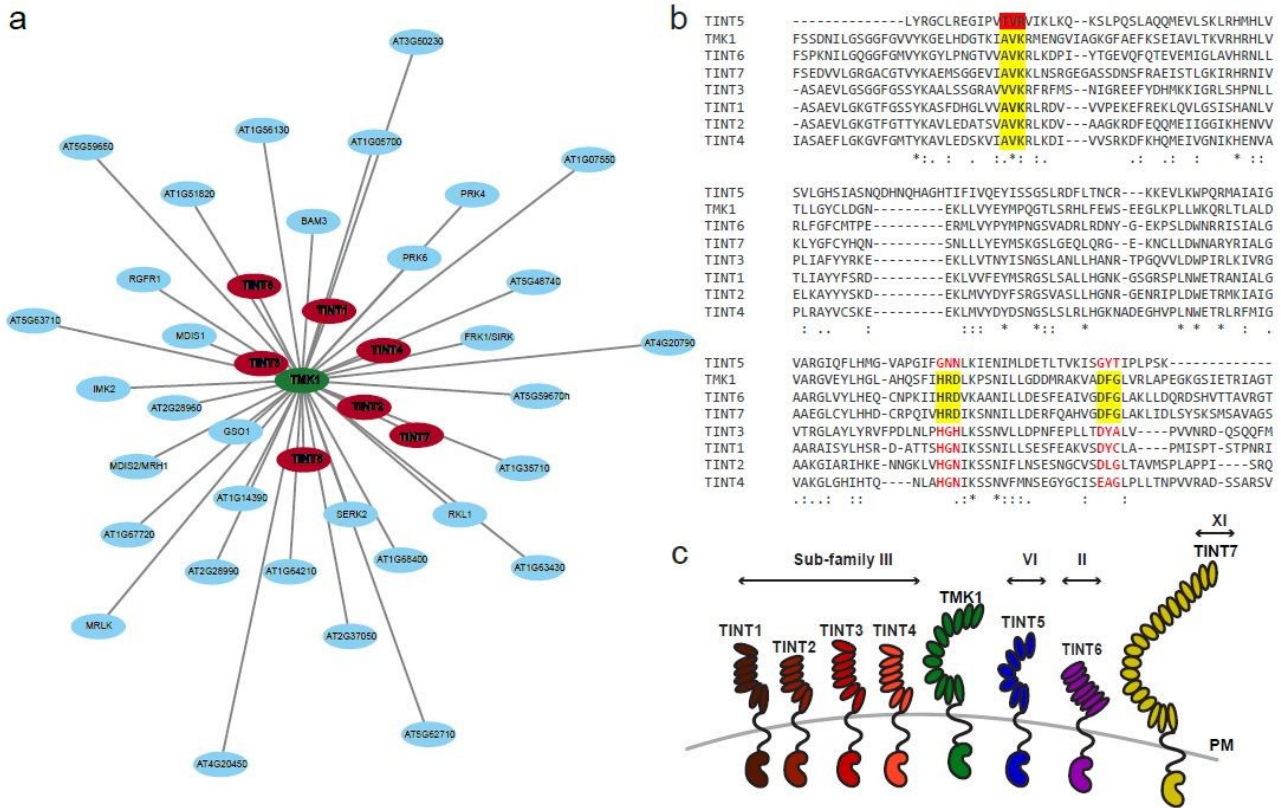 a
AT3G50230
AT1G56130
AT1G05700
AT5G59650
AT1G07550
AT1G51820
PRK4
BAM3
PRK6
RGFR1
AT5G48740
TINT1
AT5G63710
MDIS1
FRK1/SIRK
AT4G20790
TINT4
TINT3
TMK1
IMK2
AT5G59670h
AT2G28960
TINT2
GSO1
TINT7
MDIS2/MRH1
AT1G35710
AT1G14390
SERK2
RKL1
AT1G67720
AT1G68400
AT2G28990
AT1G64210
AT1G63430
MRLK
AT2G37050
AT5G62710
AT4G20450
b
TINT5 --------------LYRGCLREGIPVTVRVIKLKQ--KSLPQSLAQQMEVLSKLRHMHLV
TMK1 FSSDNILGSGGFGVVYKGELHDGTKIAVKRMENGVIAGKGFAEFKSEIAVLTKVRHRHLV
TINT6 FSPKNILGQGGFGMVYKGYLPNGTVVAVKRLKDPI--YTGEVQFQTEVEMIGLAVHRNLL
TINT7 FSEDVVLGRGACGTVYKAEMSGGEVIAVKKLNSRGEGASSDNSFRAEISTLGKIRHRNIV
TINT3 -ASAEVLGSGGFGSSYKAALSSGRAVVVKRFRFMS--NIGREEFYDHMKKIGRLSHPNLL
TINT1 -ASAEVLGKGTFGSSYKASFDHGLVVAVKRLRDV---VVPEKEFREKLQVLGSISHANLV
TINT2 -ASAEVLGKGTFGTTYKAVLEDATSVAVKRLKDV---AAGKRDFEQQMEIIGGIKHENVV
TINT4 IASAEFLGKGVFGMTYKAVLEDSKVIAVKRLKDI---VVSRKDFKHQMEIVGNIKHENVA
*:. : :.*: :. .: .: : * ::
TINT5 SVLGHSIASNQDHNQHAGHTIFIVQEYISSGSLRDFLTNCR---KKEVLKWPQRMAIAIG
TMK1 TLLGYCLDGN---------EKLLVYEYMPQGTLSRHLFEWS--EEGLKPLLWKQRLTLALD
TINT6 RLFGFCMTPE---------ERMLVYPYMPNGSVADRLRDNY-G-EKPSLDWNRRISIALG
TINT7 KLYGFCYHQN---------SNLLLYEYMSKGSLGEQLQRG--E-KNCLLDWNARYRIALG
TINT3 PLIAFYYRKE---------EKLLVTNYISNGSLANLLHANR-TPGQVVLDWPIRLKIVRG
TINT1 TLIAYYFSRD---------EKLVVFEYMSRGSLSALLHGNK-GSGRSPLNWETRANIALG
TINT2 ELKAYYYSKD---------EKLMVYDYFSRGSVASLLHGNR-GENRIPLDWETRMKIAIG
TINT4 PLRAYVCSKE---------EKLMVYDYDSNGSLSLRLHGKNADEGHVPLNWETRLRFMIG
: .. : ::: * *:: * * * : .
TINT5 VARGIQFLHMG-VAPGIFGNNLKIENIMLDETLTVKISGYTIPLPSK-------------
TMK1 VARGVEYLHGL-AHQSFIHRDLKPSNILLGDDMRAKVADFGLVRLAPEGKGSIETRIAGT
TINT6 AARGLVYLHEQ-CNPKIIHRDVKAANILLDESFEAIVGDFGLAKLLDQRDSHVTTAVRGT
TINT7 AAEGLCYLHHD-CRPQIVHRDIKSNNILLDERFQAHVGDFGLAKLIDLSYSKSMSAVAGS
TINT3 VTRGLAYLYRVFPDLNLPHGHLKSSNVLLDPNFEPLLTDYALV---PVVNRD-QSQQFM
TINT1 AARAISYLHSR-D-ATTSHGNIKSSNILLSESFEAKVSDYCLA---PMISPT-STPNRI
TINT2 AAKGIARIHKE-NNGKLVHGNIKSSNIFLNSESNGCVSDLGLTAVMSPLAPPI----SRQ
TINT4 VAKGLGHIHTQ----NLAHGNIKSSNVFMNSEGYGCISEAGLPLLTNPVVRAD-SSARSV
.:..: :: .:* *:::. : :
c
Sub-family III
VI
II
XI
TINT1
TINT2
TINT3
TINT4
TMK1
TINT5
TINT6
TINT7
PM